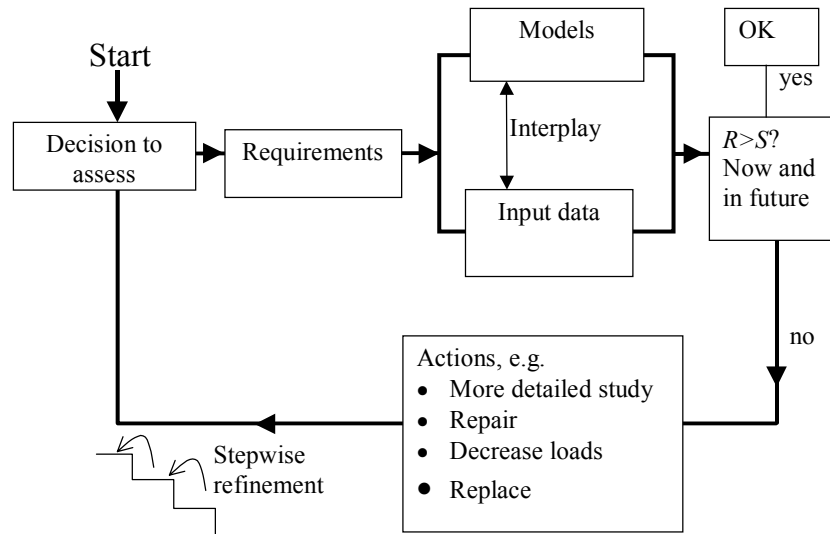 Start
Decision to
assess
Requirements
Models
Interplay
Input data
OK
yes
R>S?
Now and
in future
no
Actions, e.g.
• More detailed study
• Repair
• Decrease loads
• Replace
Stepwise
refinement